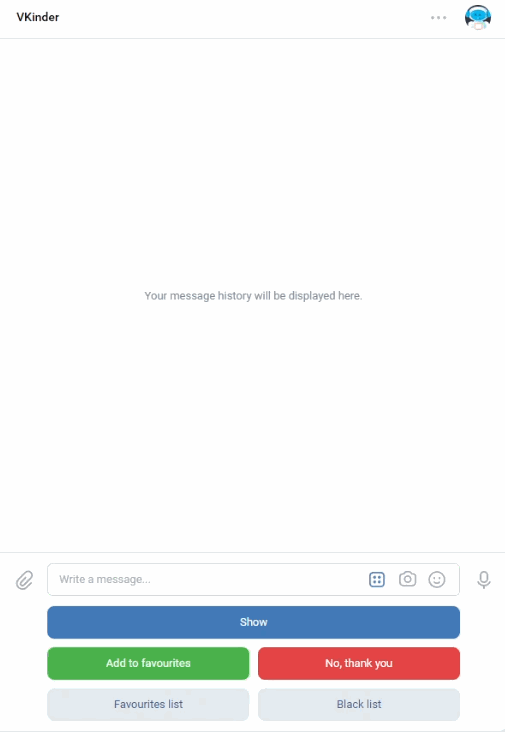 VKinder
Your message history will be displayed here.
Write a message...
Show
Add to favourites
No, thank you
Favourites list
Black list